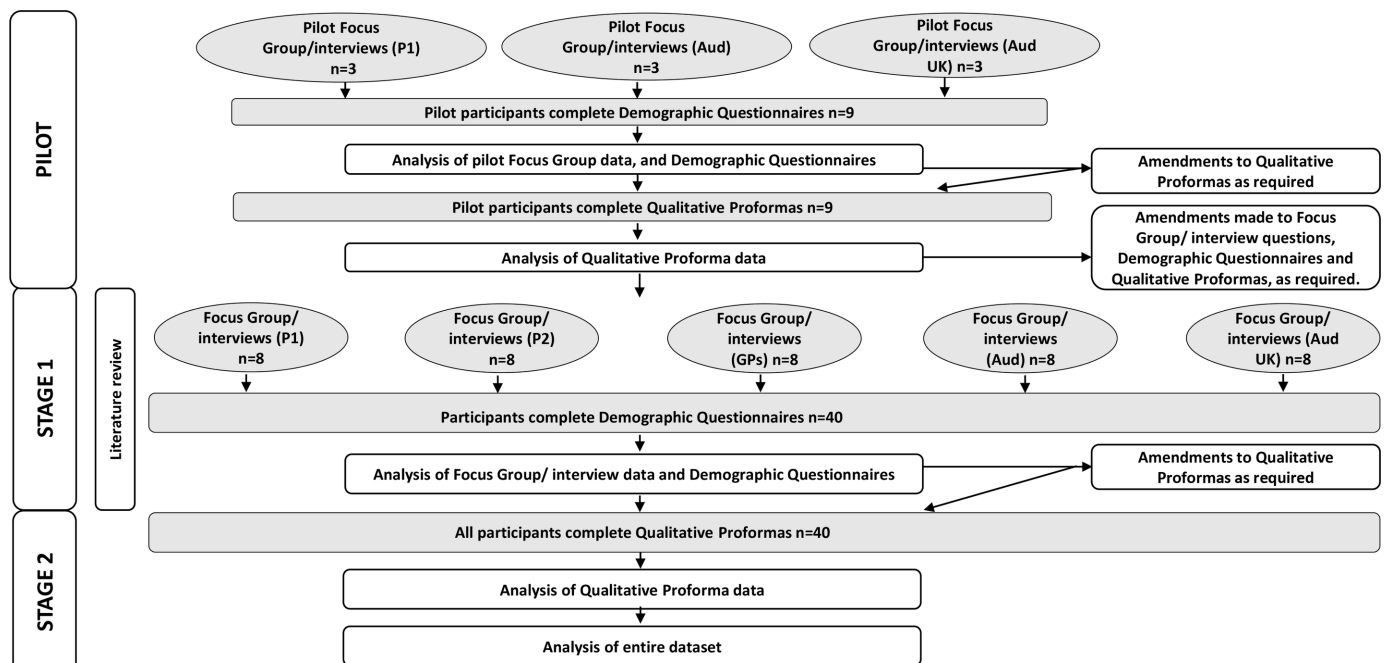 PILOT
Pilot Focus
Group/interviews (P1)
n=3
Pilot Focus
Group/interviews (Aud)
n=3
Pilot Focus
Group/interviews (Aud
UK) n=3
Pilot participants complete Demographic Questionnaires n=9
Analysis of pilot Focus Group data, and Demographic Questionnaires
Amendments to Qualitative
Proformas as required
Pilot participants complete Qualitative Proformas n=9
Analysis of Qualitative Proforma data
Amendments made to Focus
Group/ interview questions,
Demographic Questionnaires and
Qualitative Proformas, as required.
STAGE 1
Literature review
Focus Group/
interviews (P1)
n=8
Focus Group/
interviews (P2)
n=8
Focus Group/
interviews
(GPs) n=8
Focus Group/
interviews
(Aud) n=8
Focus Group/
interviews (Aud
UK) n=8
Participants complete Demographic Questionnaires n=40
Analysis of Focus Group/ interview data and Demographic Questionnaires
Amendments to Qualitative
Proformas as required
STAGE 2
All participants complete Qualitative Proformas n=40
Analysis of Qualitative Proforma data
Analysis of entire dataset